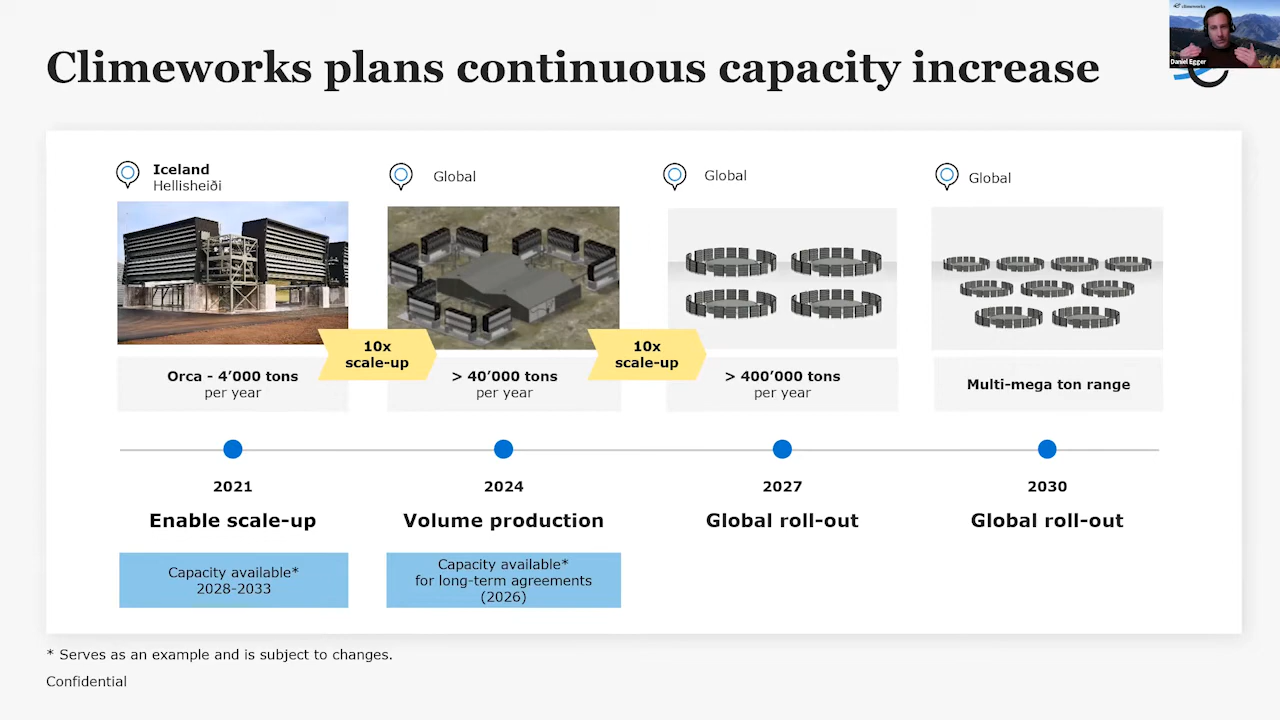 Climeworks plans continuous capacity increase
climeworks
Daniel Egger
Iceland
Hellisheiði
Global
Global
Global
10x
scale-up
10x
scale-up
Orca - 4’000 tons
per year
> 40’000 tons
per year
> 400’000 tons
per year
Multi-mega ton range
2021
2024
2027
2030
Enable scale-up
Volume production
Global roll-out
Global roll-out
Capacity available*
2028-2033
Capacity available*
for long-term agreements
(2026)
* Serves as an example and is subject to changes.
Confidential